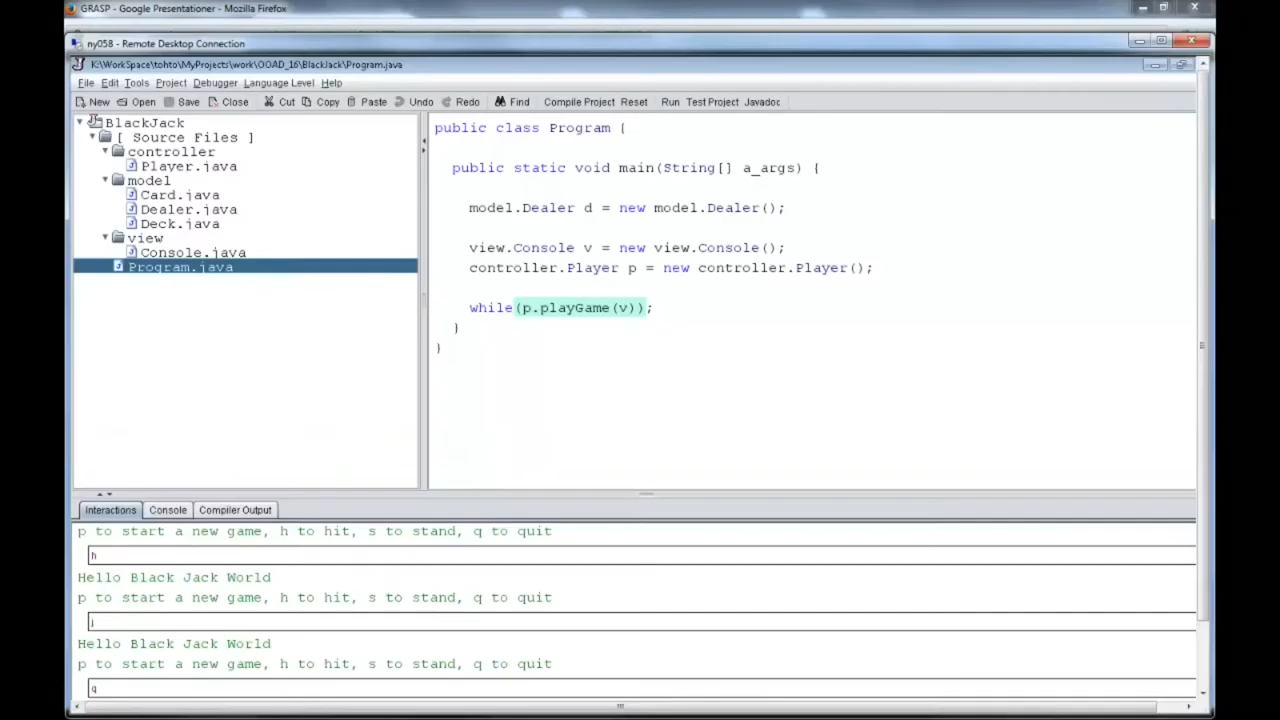 GRASP - Google Presentationer - Mozilla Firefox
ny058 - Remote Desktop Connection
K:\WorkSpace\tohto\MyProjects\work\OOAD_16\BlackJack\Program.java
File Edit Tools Project Debugger Language Level Help
New Open Save Close Cut Copy Paste Undo Redo Find Compile Project Reset Run Test Project Javadoc
BlackJack
[ Source Files ]
controller
Player.java
model
Card.java
Dealer.java
Deck.java
view
Console.java
Program.java
public class Program {
public static void main(String[] a_args) {
model.Dealer d = new model.Dealer();
view.Console v = new view.Console();
controller.Player p = new controller.Player();
while(p.playGame(v));
}
}
Interactions Console Compiler Output
p to start a new game, h to hit, s to stand, q to quit
h
Hello Black Jack World
p to start a new game, h to hit, s to stand, q to quit
j
Hello Black Jack World
p to start a new game, h to hit, s to stand, q to quit
q